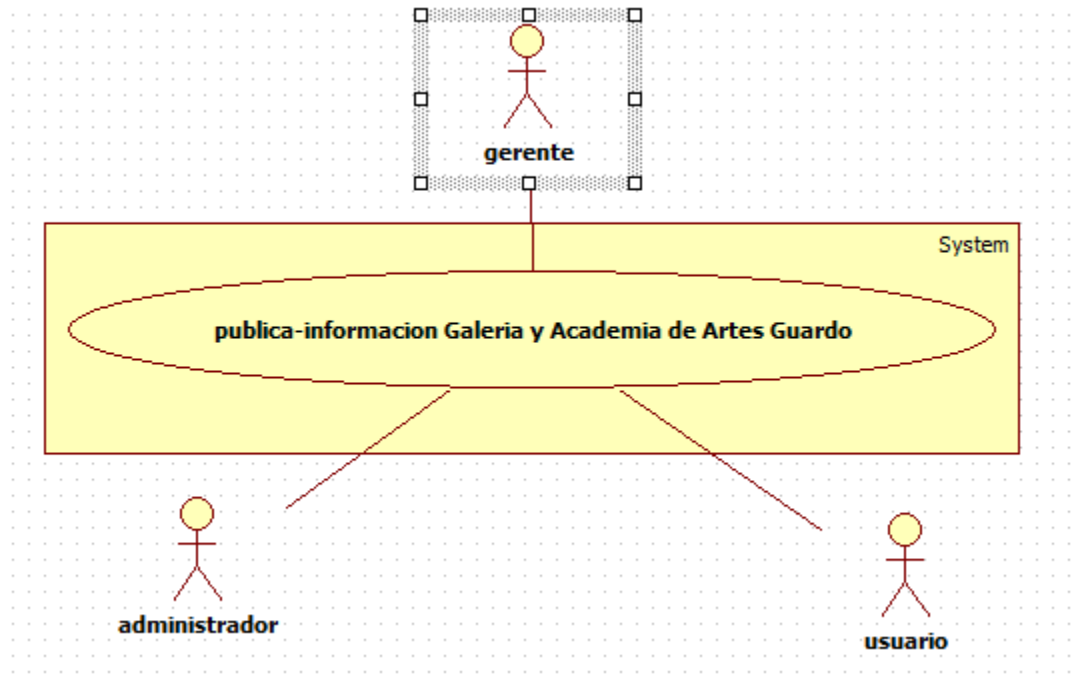 gerente
System
publica-informacion Galeria y Academia de Artes Guardo
administrador
usuario